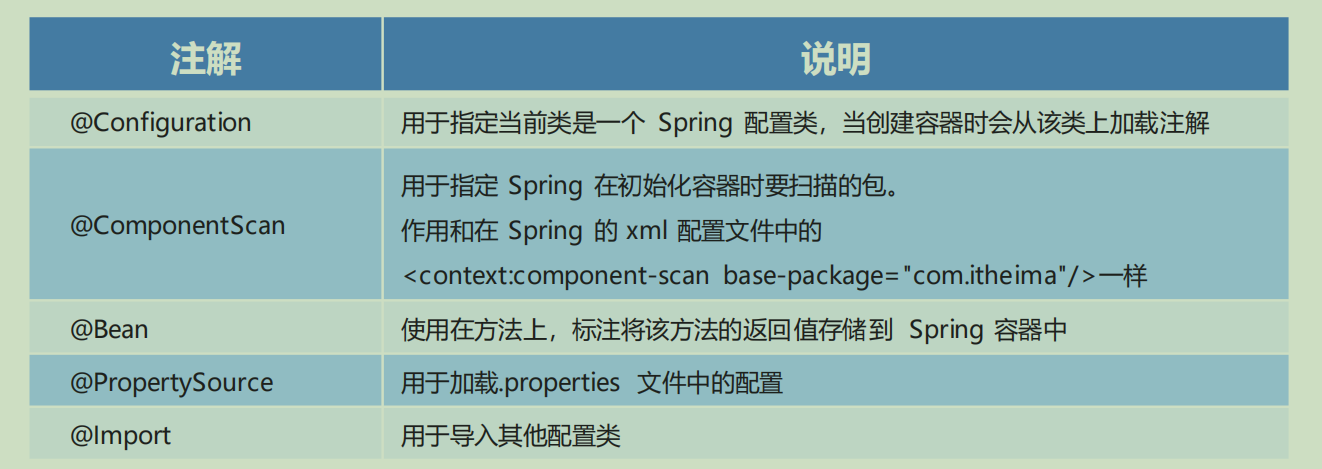 注解 说明
@Configuration 用于指定当前类是一个 Spring 配置类，当创建容器时会从该类上加载注解
用于指定 Spring 在初始化容器时要扫描的包。
@ComponentScan 作用和在 Spring 的 xml 配置文件中的
<context:component-scan base-package="com.itheima"/>一样
@Bean 使用在方法上，标注将该方法的返回值存储到 Spring 容器中
@PropertySource 用于加载.properties 文件中的配置
@Import 用于导入其他配置类